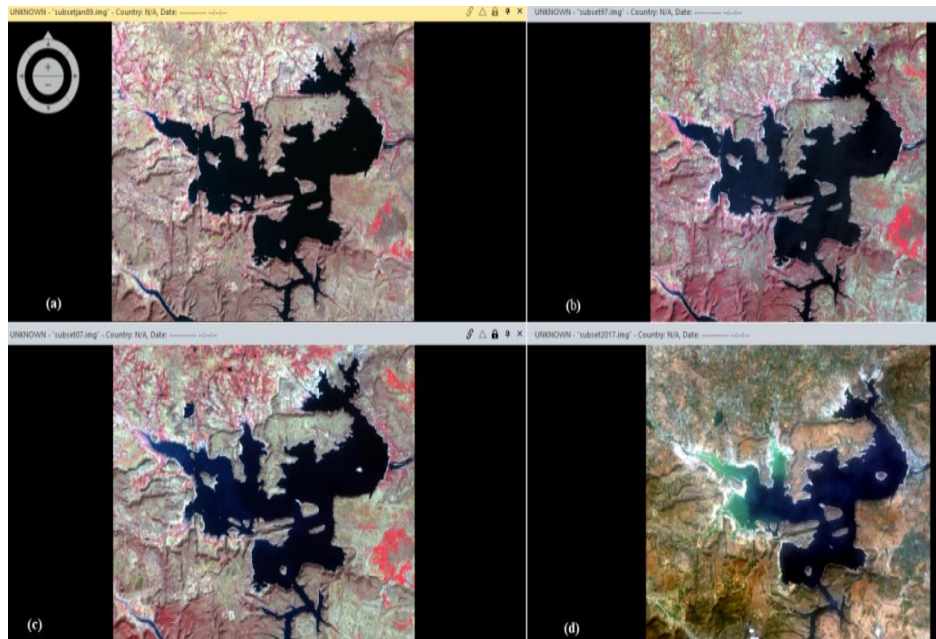 UNKNOWN - 'subsetjan89.img' - Country: N/A, Date: ----------- --:--:--
UNKNOWN - 'subset97.img' - Country: N/A, Date: ----------- --:--:--
(a)
(b)
UNKNOWN - 'subset07.img' - Country: N/A, Date: ----------- --:--:--
UNKNOWN - 'subset2017.img' - Country: N/A, Date: ----------- --:--:--
(c)
(d)